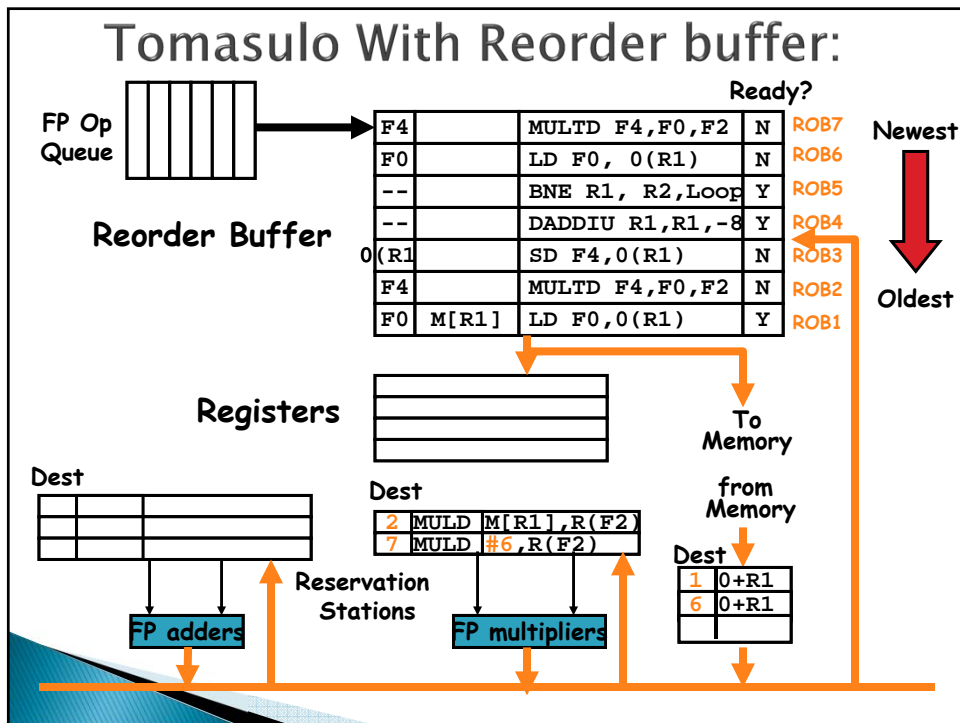 Tomasulo With Reorder buffer:
Ready?
FP Op
Queue
F4 MULTD F4,F0,F2 N ROB7
F0 LD F0, 0(R1) N ROB6
-- BNE R1, R2,Loop Y ROB5
-- DADDIU R1,R1,-8 Y ROB4
0(R1 SD F4,0(R1) N ROB3
F4 MULTD F4,F0,F2 N ROB2
F0 M[R1] LD F0,0(R1) Y ROB1
Newest
Oldest
Reorder Buffer
Registers
To
Memory
from
Memory
Dest
Dest
2 MULD M[R1],R(F2)
7 MULD #6,R(F2)
Dest
1 0+R1
6 0+R1
Reservation
Stations
FP adders
FP multipliers